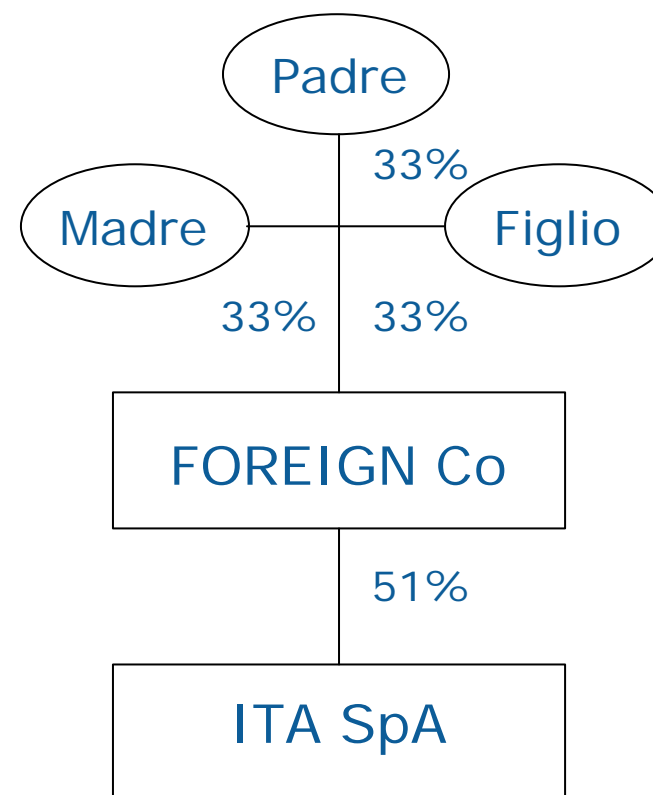 Padre
33%
Madre
Figlio
33%
33%
FOREIGN Co
51%
ITA SpA